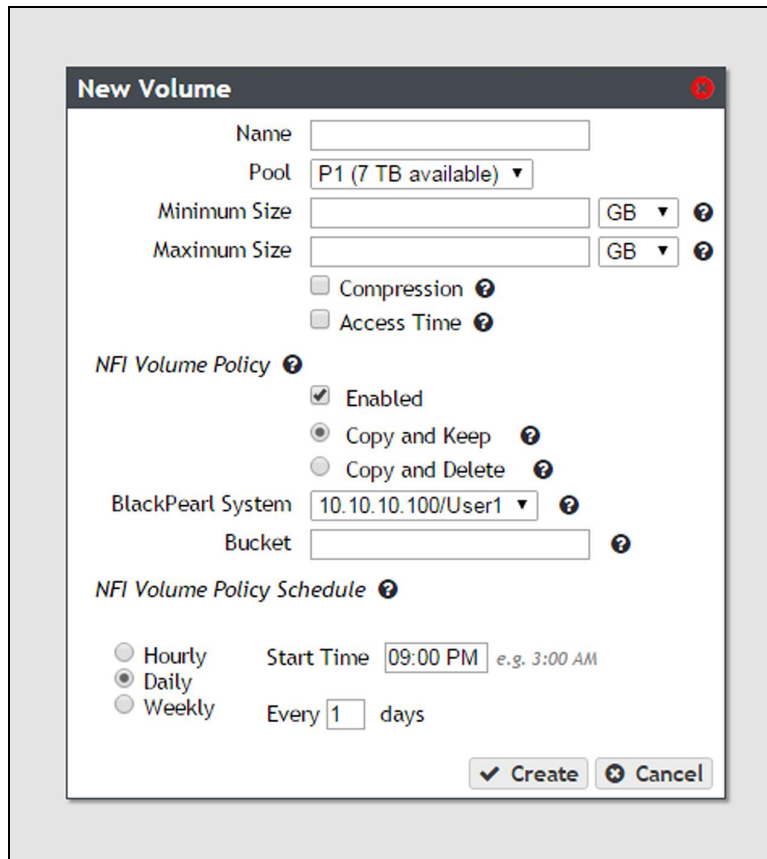 New Volume
Name
Pool P1 (7 TB available)
Minimum Size GB
Maximum Size GB
Compression
Access Time
NFI Volume Policy
Enabled
Copy and Keep
Copy and Delete
BlackPearl System 10.10.10.100/User1
Bucket
NFI Volume Policy Schedule
Hourly
Daily
Weekly
Start Time 09:00 PM e.g. 3:00 AM
Every 1 days
Create Cancel